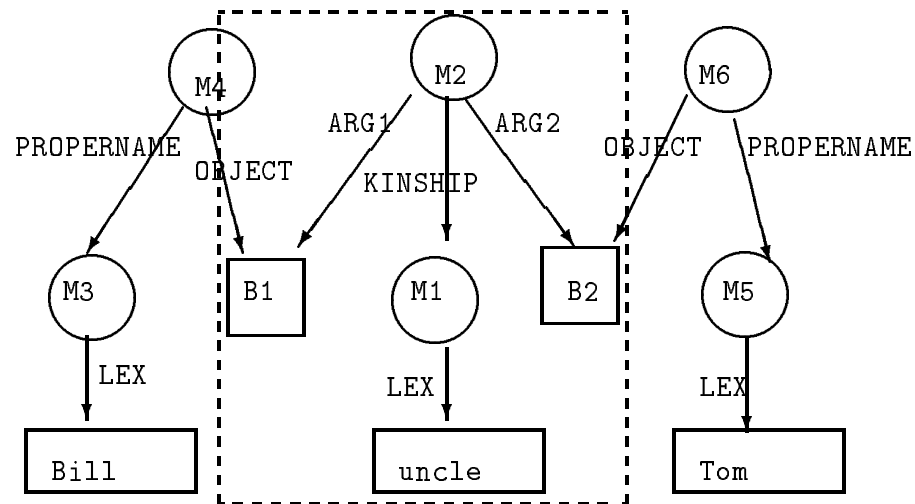 M4
M2
M6
PROPERNAME
OBJECT
ARG1
KINSHIP
ARG2
OBJECT
PROPERNAME
M3
B1
M1
B2
M5
LEX
LEX
LEX
Bill
uncle
Tom